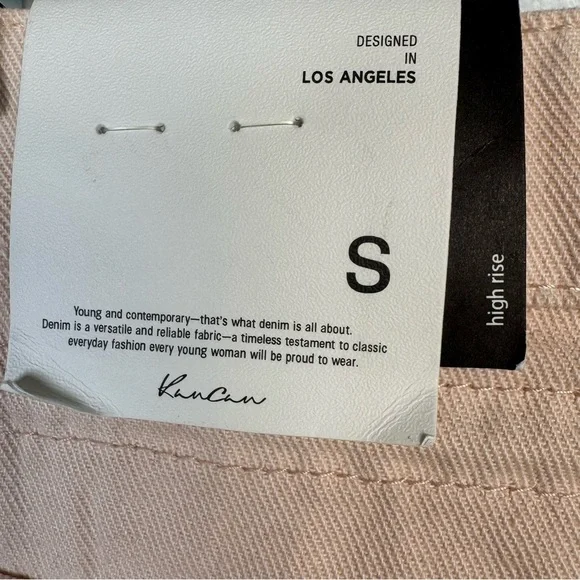 DESIGNED
IN
LOS ANGELES
S
Young and contemporary—that's what denim is all about.
Denim is a versatile and reliable fabric—a timeless testament to classic
everyday fashion every young woman will be proud to wear.
KanCan
high rise